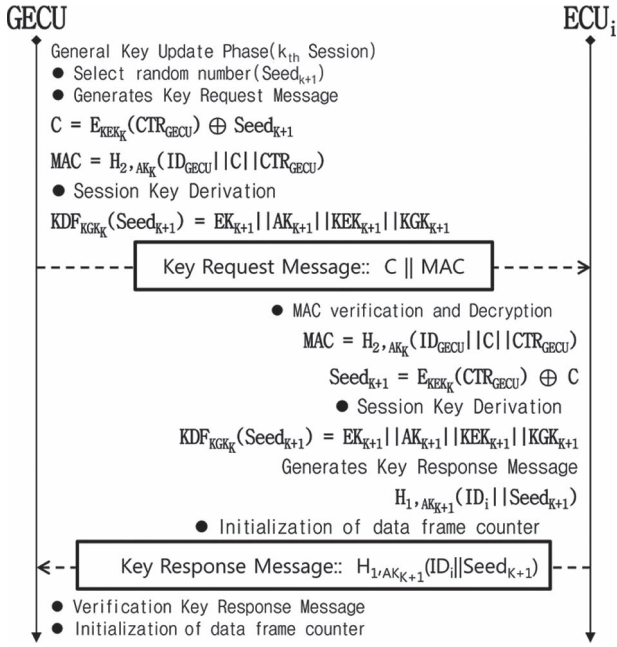 GECU ECUi
General Key Update Phase(kth Session)
● Select random number(Seedk+1)
● Generates Key Request Message
C = EKEKK(CTRGECU) ⊕ SeedK+1
MAC = H2,AKK(IDGECU||C||CTRGECU)
● Session Key Derivation
KDFKGKK(SeedK+1) = EKK+1||AKK+1||KEKK+1||KGKK+1
Key Request Message:: C || MAC
● MAC verification and Decryption
MAC = H2,AKK(IDGECU||C||CTRGECU)
SeedK+1 = EKEKK(CTRGECU) ⊕ C
● Session Key Derivation
KDFKGKK(SeedK+1) = EKK+1||AKK+1||KEKK+1||KGKK+1
Generates Key Response Message
H1,AKK+1(IDi||SeedK+1)
● Initialization of data frame counter
Key Response Message:: H1,AKK+1(IDi||SeedK+1)
● Verification Key Response Message
● Initialization of data frame counter